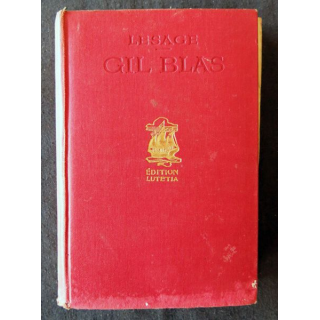 LESAGE
GIL BLAS
ÉDITION
LUTETIA